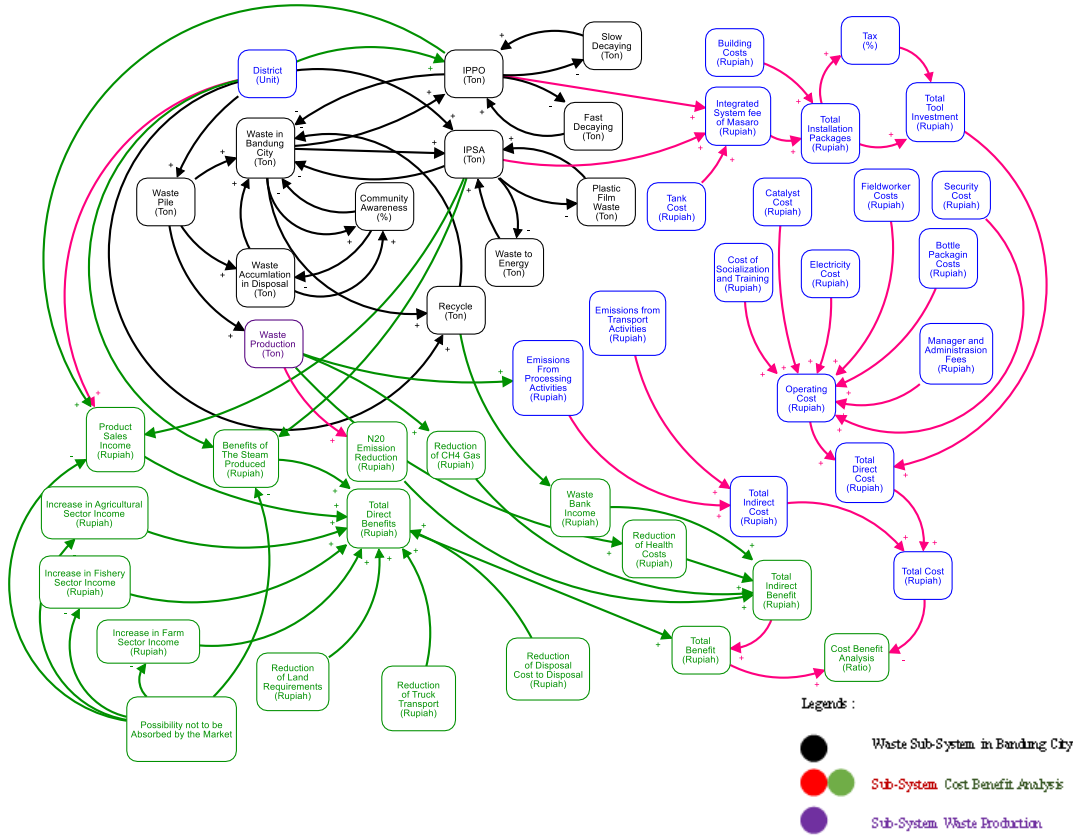 Slow
Decaying
(Ton)
IPPO
(Ton)
District
(Unit)
Fast
Decaying
(Ton)
Waste in
Bandung
City
(Ton)
IPSA
(Ton)
Waste
Pile
(Ton)
Community
Awareness
(%)
Plastic
Film
Waste
(Ton)
Waste to
Energy
(Ton)
Waste
Accumlation
in Disposal
(Ton)
Recycle
(Ton)
Waste
Production
(Ton)
Building
Costs
(Rupiah)
Tax
(%)
Integrated
System fee
of Masaro
(Rupiah)
Total
Installation
Packages
(Rupiah)
Total
Tool
Investment
(Rupiah)
Tank
Cost
(Rupiah)
Catalyst
Cost
(Rupiah)
Fieldworker
Costs
(Rupiah)
Security
Cost
(Rupiah)
Cost of
Socialization
and Training
(Rupiah)
Electricity
Cost
(Rupiah)
Bottle
Packagin
Costs
(Rupiah)
Emissions from
Transport
Activities
(Rupiah)
Emissions
From
Processing
Activities
(Rupiah)
Manager and
Administrasion
Fees
(Rupiah)
Operating
Cost
(Rupiah)
Product
Sales
Income
(Rupiah)
Benefits of
The Steam
Produced
(Rupiah)
N20
Emission
Reduction
(Rupiah)
Reduction
of CH4 Gas
(Rupiah)
Total
Direct
Cost
(Rupiah)
Increase in Agricultural
Sector Income
(Rupiah)
Total
Direct
Benefits
(Rupiah)
Waste
Bank
Income
(Rupiah)
Total
Indirect
Cost
(Rupiah)
Reduction
of Health
Costs
(Rupiah)
Increase in Fishery
Sector Income
(Rupiah)
Total
Indirect
Benefit
(Rupiah)
Total Cost
(Rupiah)
Increase in Farm
Sector Income
(Rupiah)
Reduction
of Land
Requirements
(Rupiah)
Reduction
of Truck
Transport
(Rupiah)
Reduction
of Disposal
Cost to Disposal
(Rupiah)
Total
Benefit
(Rupiah)
Cost Benefit
Analysis
(Ratio)
Possibility not to be
Absorbed by the Market
Legends :
Waste Sub-System in Bandung City
Sub-System Cost Benefit Analysis
Sub-System Waste Production